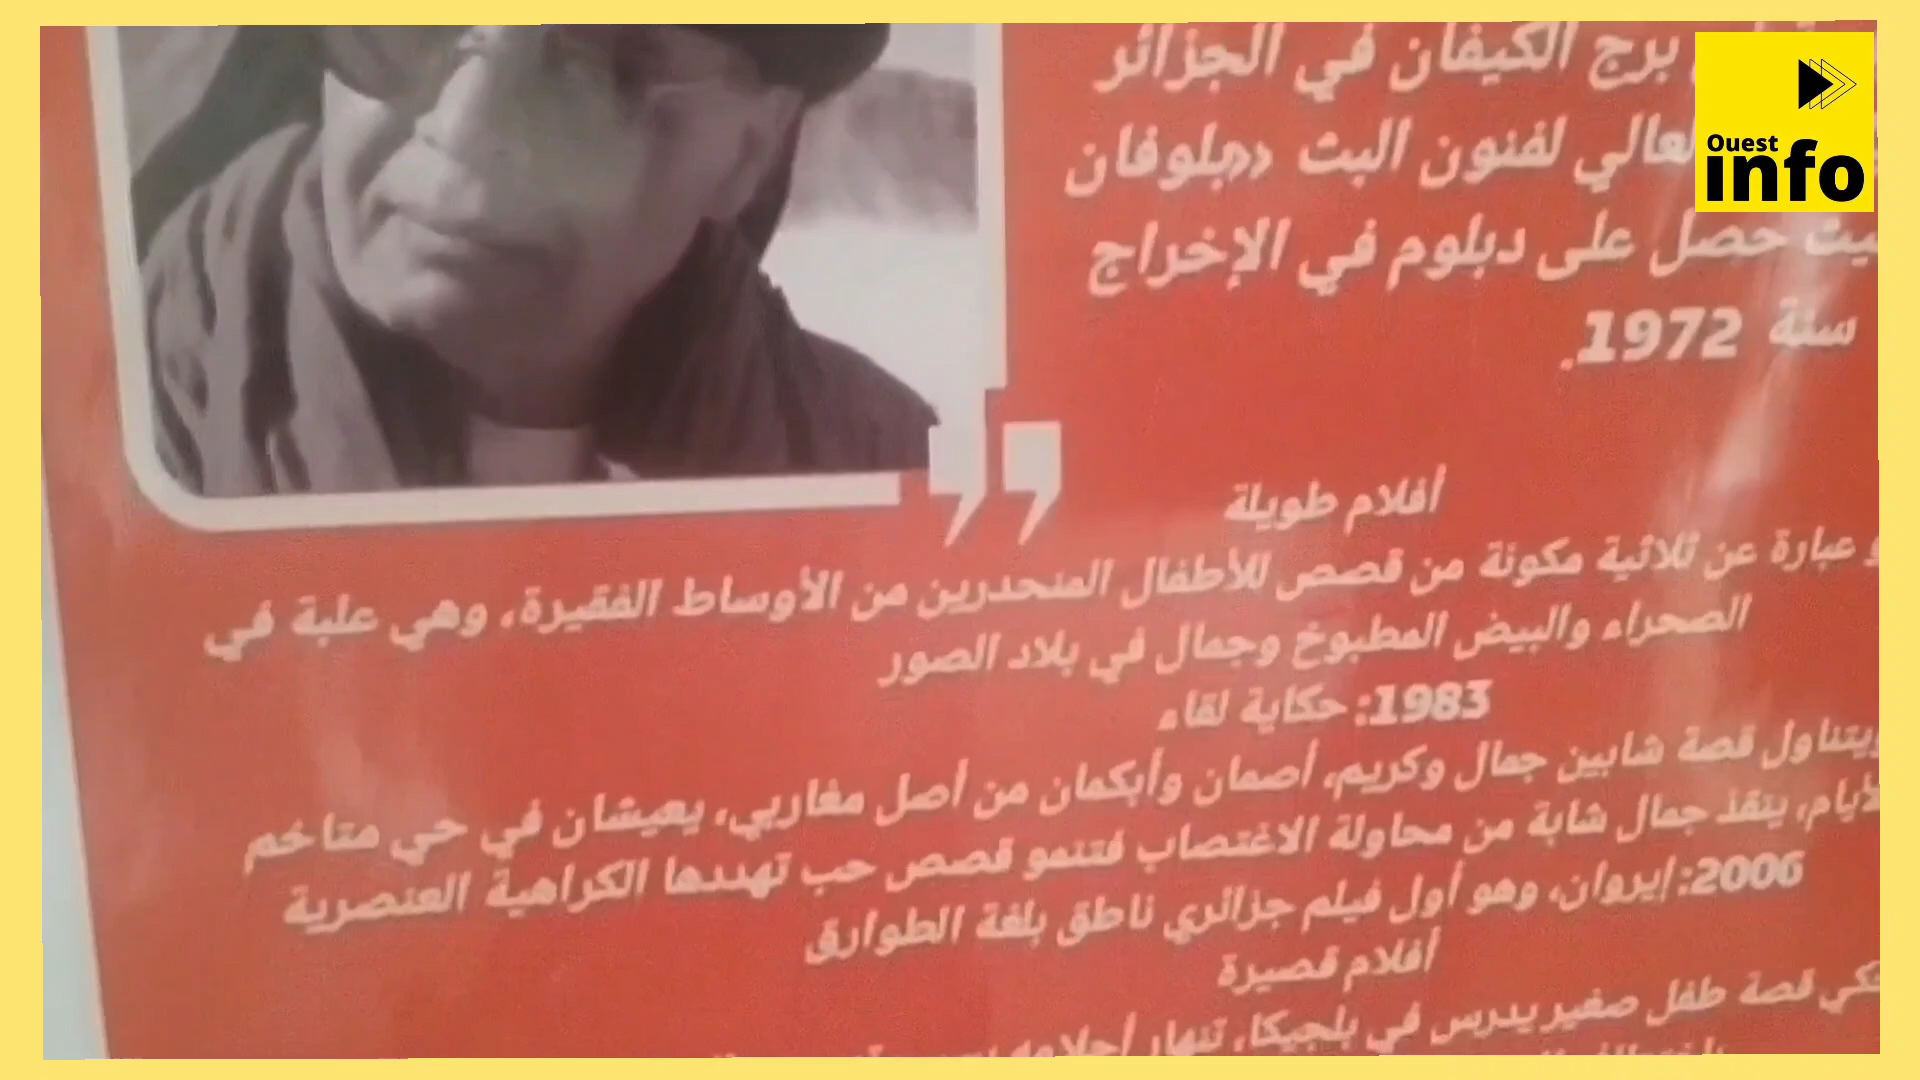 برج الكيفان في الجزائر
العالي لفنون البث «بلوفان
حيث حصل على دبلوم في الإخراج
سنة 1972.
Ouest
info
أفلام طويلة
عبارة عن ثلاثية مكونة من قصص للأطفال المنحدرين من الأوساط الفقيرة، وهي علبة في
الصحراء والبيض المطبوخ وجمال في بلاد الصور
1983: حكاية لقاء
ويتناول قصة شابين جمال وكريم، أصمان وأبكمان من أصل مغاربي، يعيشان في حي متاخم
الأيام، ينقذ جمال شابة من محاولة الاغتصاب فتنمو قصص حب تهددها الكراهية العنصرية
2006: إيروان، وهو أول فيلم جزائري ناطق بلغة الطوارق
أفلام قصيرة
قصة طفل صغير يدرس في بلجيكا، تنهار أحلامه